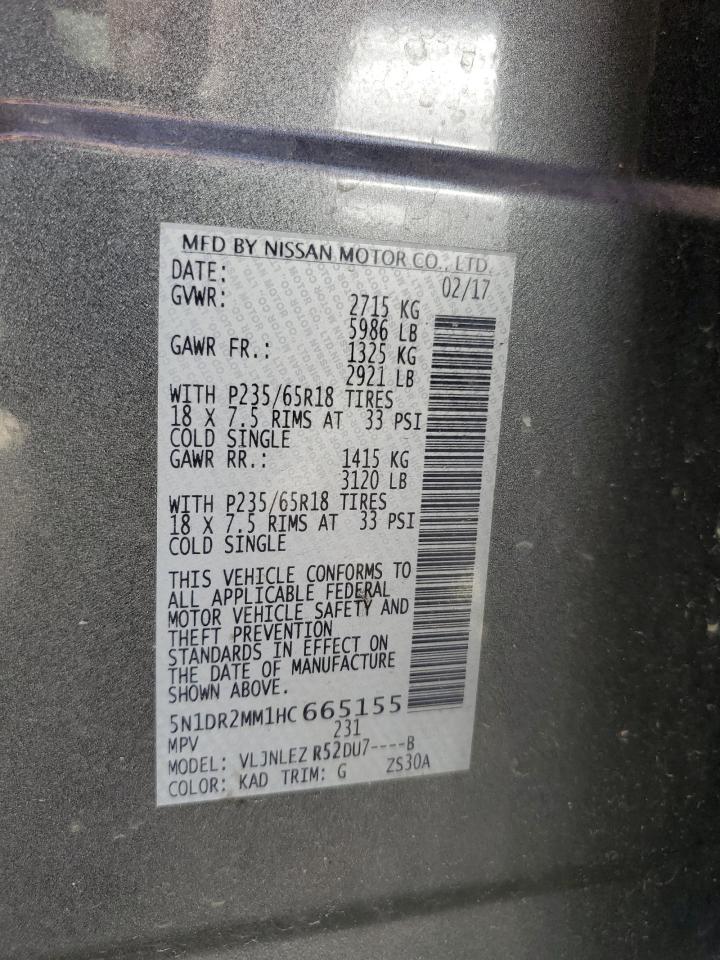 MFD BY NISSAN MOTOR CO., LTD.
DATE: 02/17
GVWR: 2715 KG
5986 LB
GAWR FR.: 1325 KG
2921 LB
WITH P235/65R18 TIRES
18 X 7.5 RIMS AT 33 PSI
COLD SINGLE
GAWR RR.: 1415 KG
3120 LB
WITH P235/65R18 TIRES
18 X 7.5 RIMS AT 33 PSI
COLD SINGLE
THIS VEHICLE CONFORMS TO
ALL APPLICABLE FEDERAL
MOTOR VEHICLE SAFETY AND
THEFT PREVENTION
STANDARDS IN EFFECT ON
THE DATE OF MANUFACTURE
SHOWN ABOVE.
5N1DR2MM1HC665155
MPV 231
MODEL: VLJNLEZ R52DU7----B
COLOR: KAD TRIM: G ZS30A